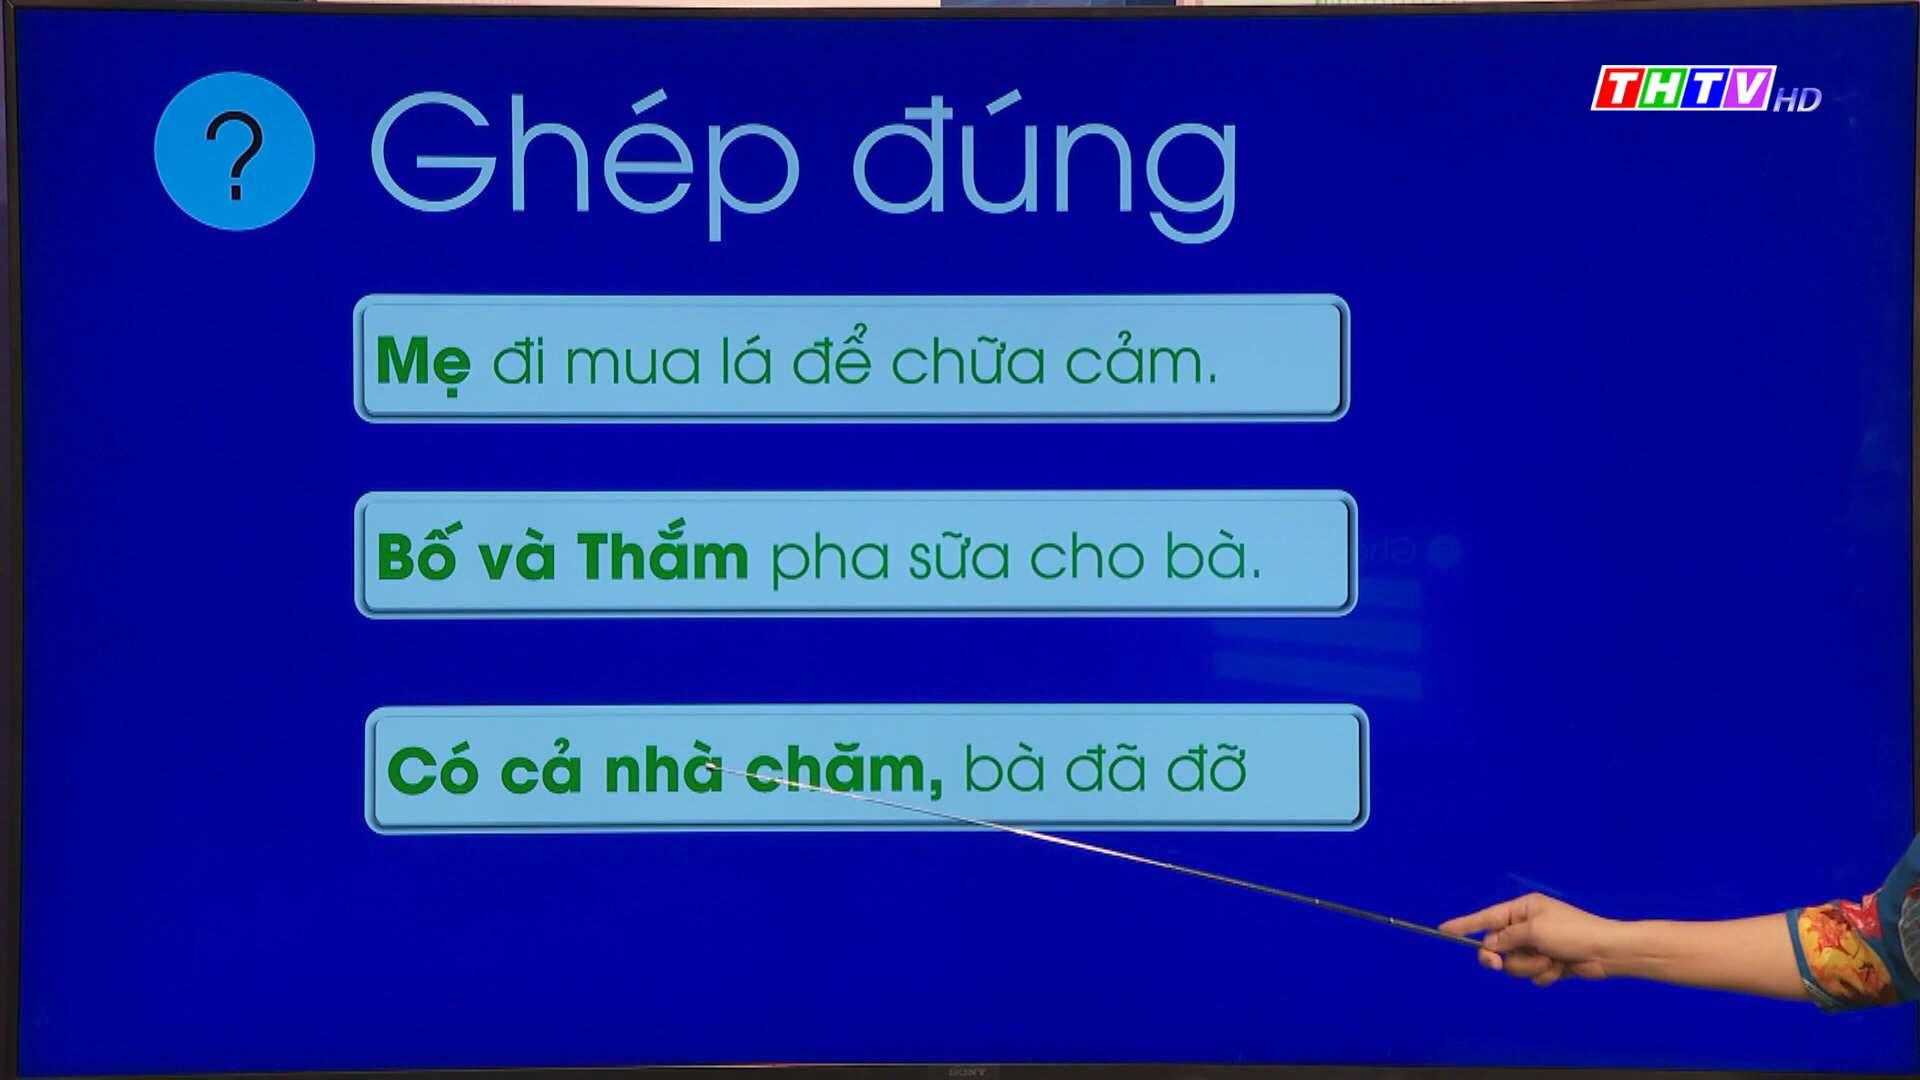 THTV HD
? Ghép đúng
Mẹ đi mua lá để chữa cảm.
Bố và Thắm pha sữa cho bà.
Có cả nhà chăm, bà đã đỡ
SONY